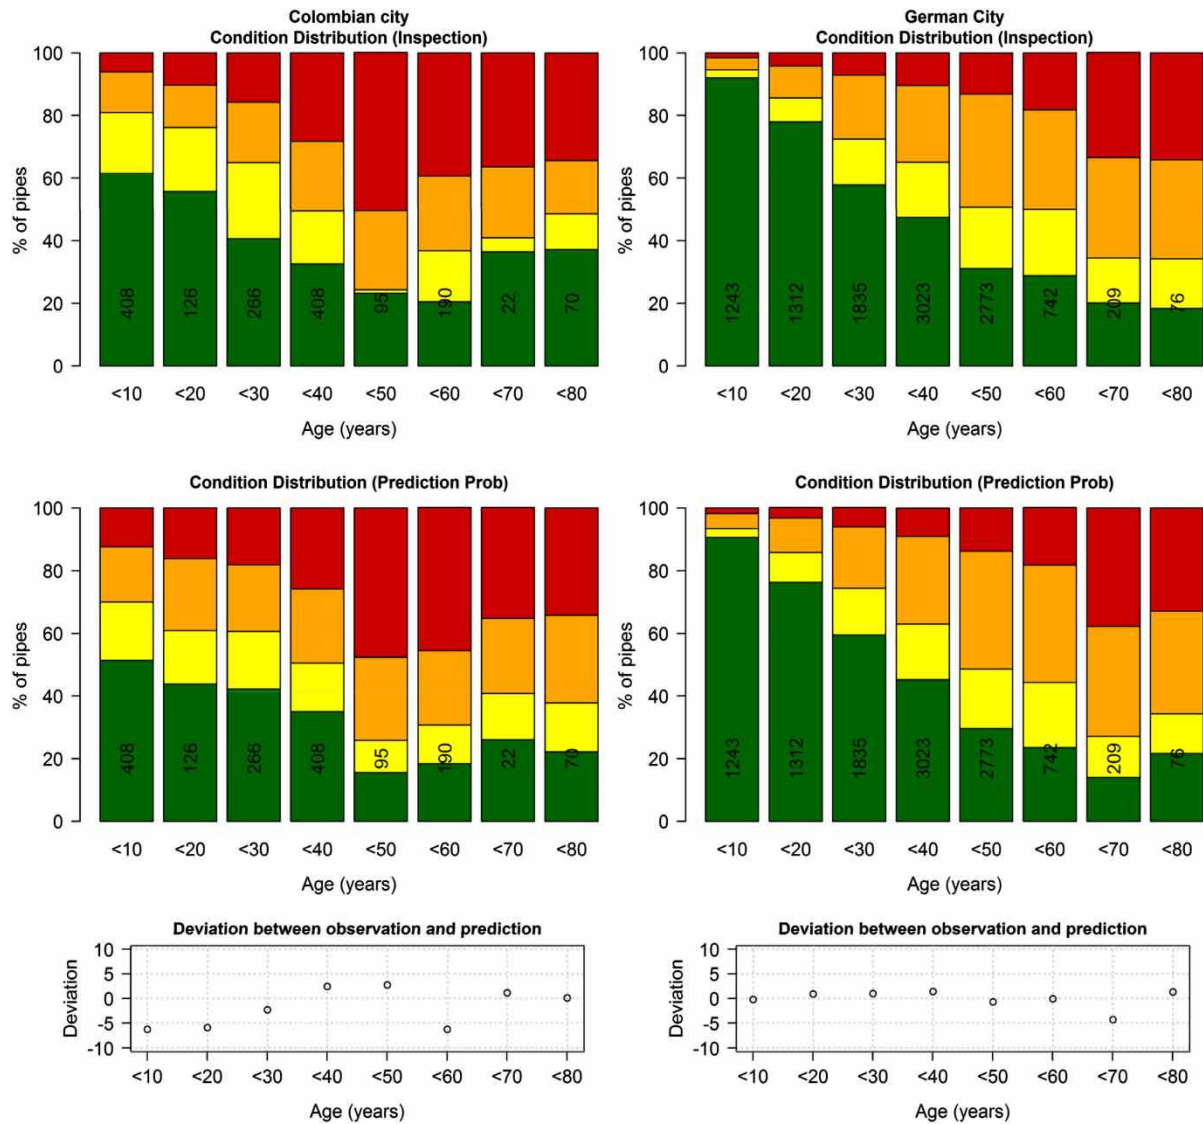 Colombian city
Condition Distribution (Inspection)
100
80
60
40
20
0
% of pipes
408 126 266 408 95 190 22 70
<10 <20 <30 <40 <50 <60 <70 <80
Age (years)
German City
Condition Distribution (Inspection)
100
80
60
40
20
0
% of pipes
1243 1312 1835 3023 2773 742 209 76
<10 <20 <30 <40 <50 <60 <70 <80
Age (years)
Condition Distribution (Prediction Prob)
100
80
60
40
20
0
% of pipes
408 126 266 408 95 190 22 70
<10 <20 <30 <40 <50 <60 <70 <80
Age (years)
Condition Distribution (Prediction Prob)
100
80
60
40
20
0
% of pipes
1243 1312 1835 3023 2773 742 209 76
<10 <20 <30 <40 <50 <60 <70 <80
Age (years)
Deviation between observation and prediction
10
5
0
-5
-10
Deviation
<10 <20 <30 <40 <50 <60 <70 <80
Age (years)
Deviation between observation and prediction
10
5
0
-5
-10
Deviation
<10 <20 <30 <40 <50 <60 <70 <80
Age (years)